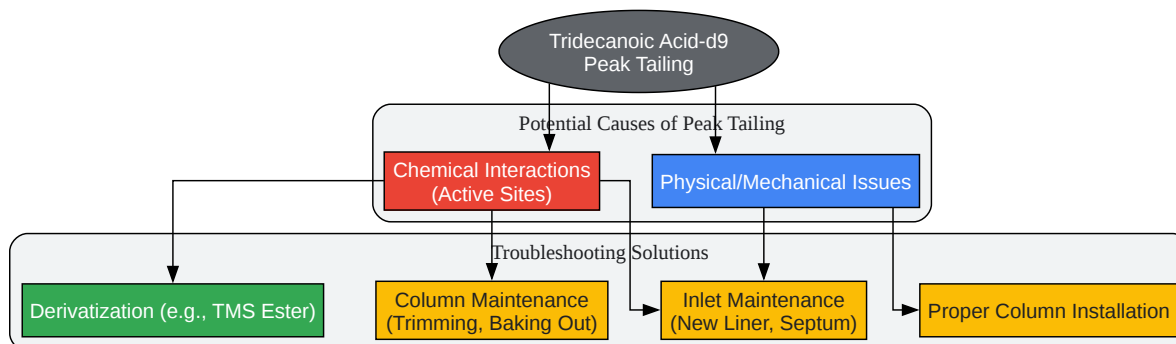 Tridecanoic Acid-d9
Peak Tailing
Potential Causes of Peak Tailing
Chemical Interactions
(Active Sites)
Physical/Mechanical Issues
Troubleshooting Solutions
Derivatization (e.g., TMS Ester)
Column Maintenance
(Trimming, Baking Out)
Inlet Maintenance
(New Liner, Septum)
Proper Column Installation